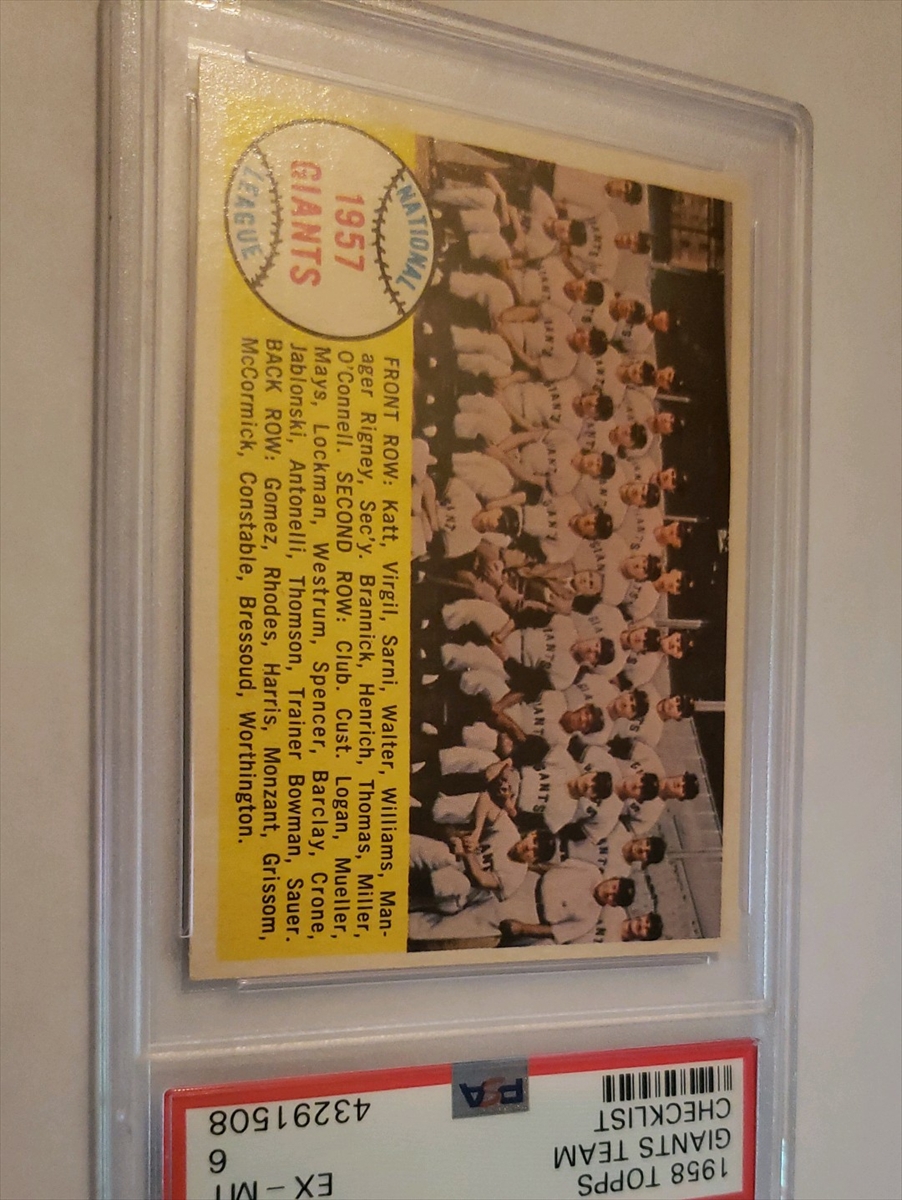 1958 TOPPS
GIANTS TEAM
CHECKLIST
EX - MT
6
43291508
PSA
NATIONAL
1957
GIANTS
LEAGUE
FRONT ROW: Katt, Virgil, Sarni, Walter, Williams, Man-
ager Rigney, Sec'y. Brannick, Henrich, Thomas, Miller,
O'Connell. SECOND ROW: Club. Cust. Logan, Mueller,
Mays, Lockman, Westrum, Spencer, Barclay, Crone,
Jablonski, Antonelli, Thomson, Trainer Bowman, Sauer.
BACK ROW: Gomez, Rhodes, Harris, Monzant, Grissom,
McCormick, Constable, Bressoud, Worthington.